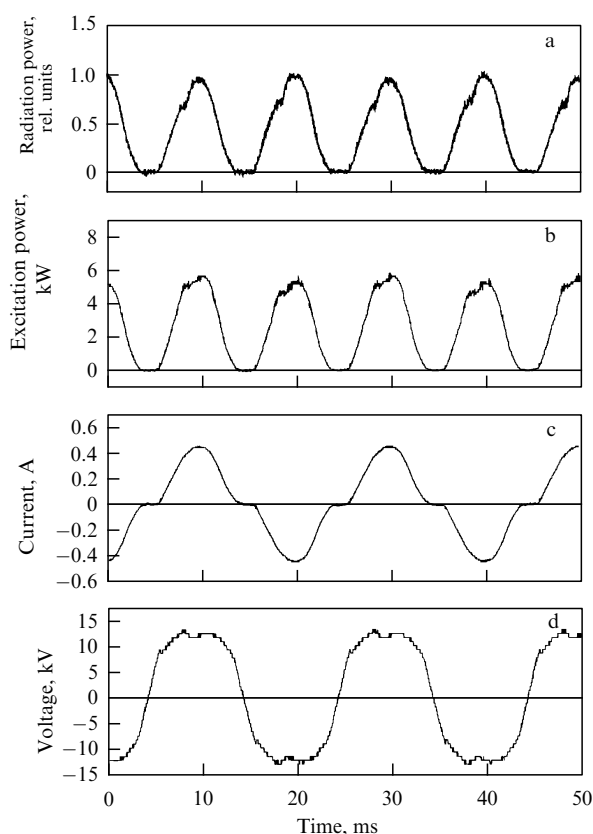 Radiation power,
rel. units
1.5
1.0
0.5
0
a
Excitation power,
kW
8
6
4
2
0
b
Current, A
0.6
0.4
0.2
0
−0.2
−0.4
−0.6
c
Voltage, kV
15
10
5
0
−5
−10
−15
d
0 10 20 30 40 50
Time, ms